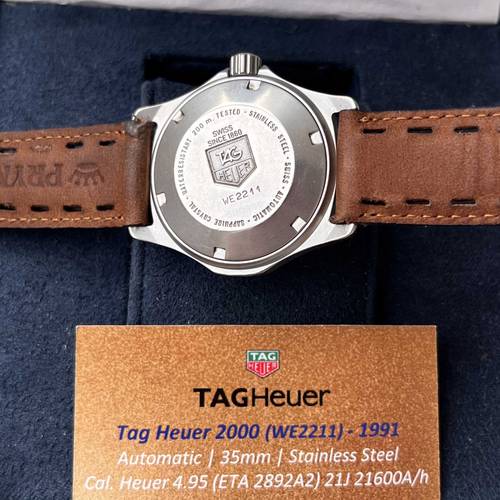 WATERRESISTANT 200 m. TESTED - STAINLESS STEEL - SWISS - AUTOMATIC - SAPPHIRE CRYSTAL -
SWISS
SINCE 1860
TAG
HEUER
WE2211
TAG
HEUER
TAGHeuer
Tag Heuer 2000 (WE2211) - 1991
Automatic | 35mm | Stainless Steel
Cal. Heuer 4.95 (ETA 2892A2) 21J 21600A/h